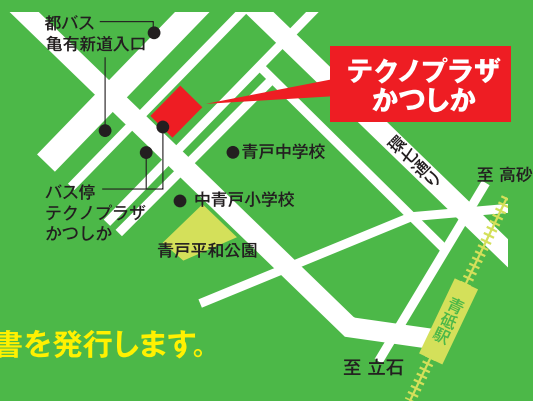 都バス
亀有新道入口
テクノプラザ
かつしか
環七通り
青戸中学校
至 高砂
バス停
テクノプラザ
かつしか
中青戸小学校
青戸平和公園
青砥駅
書を発行します。
至 立石